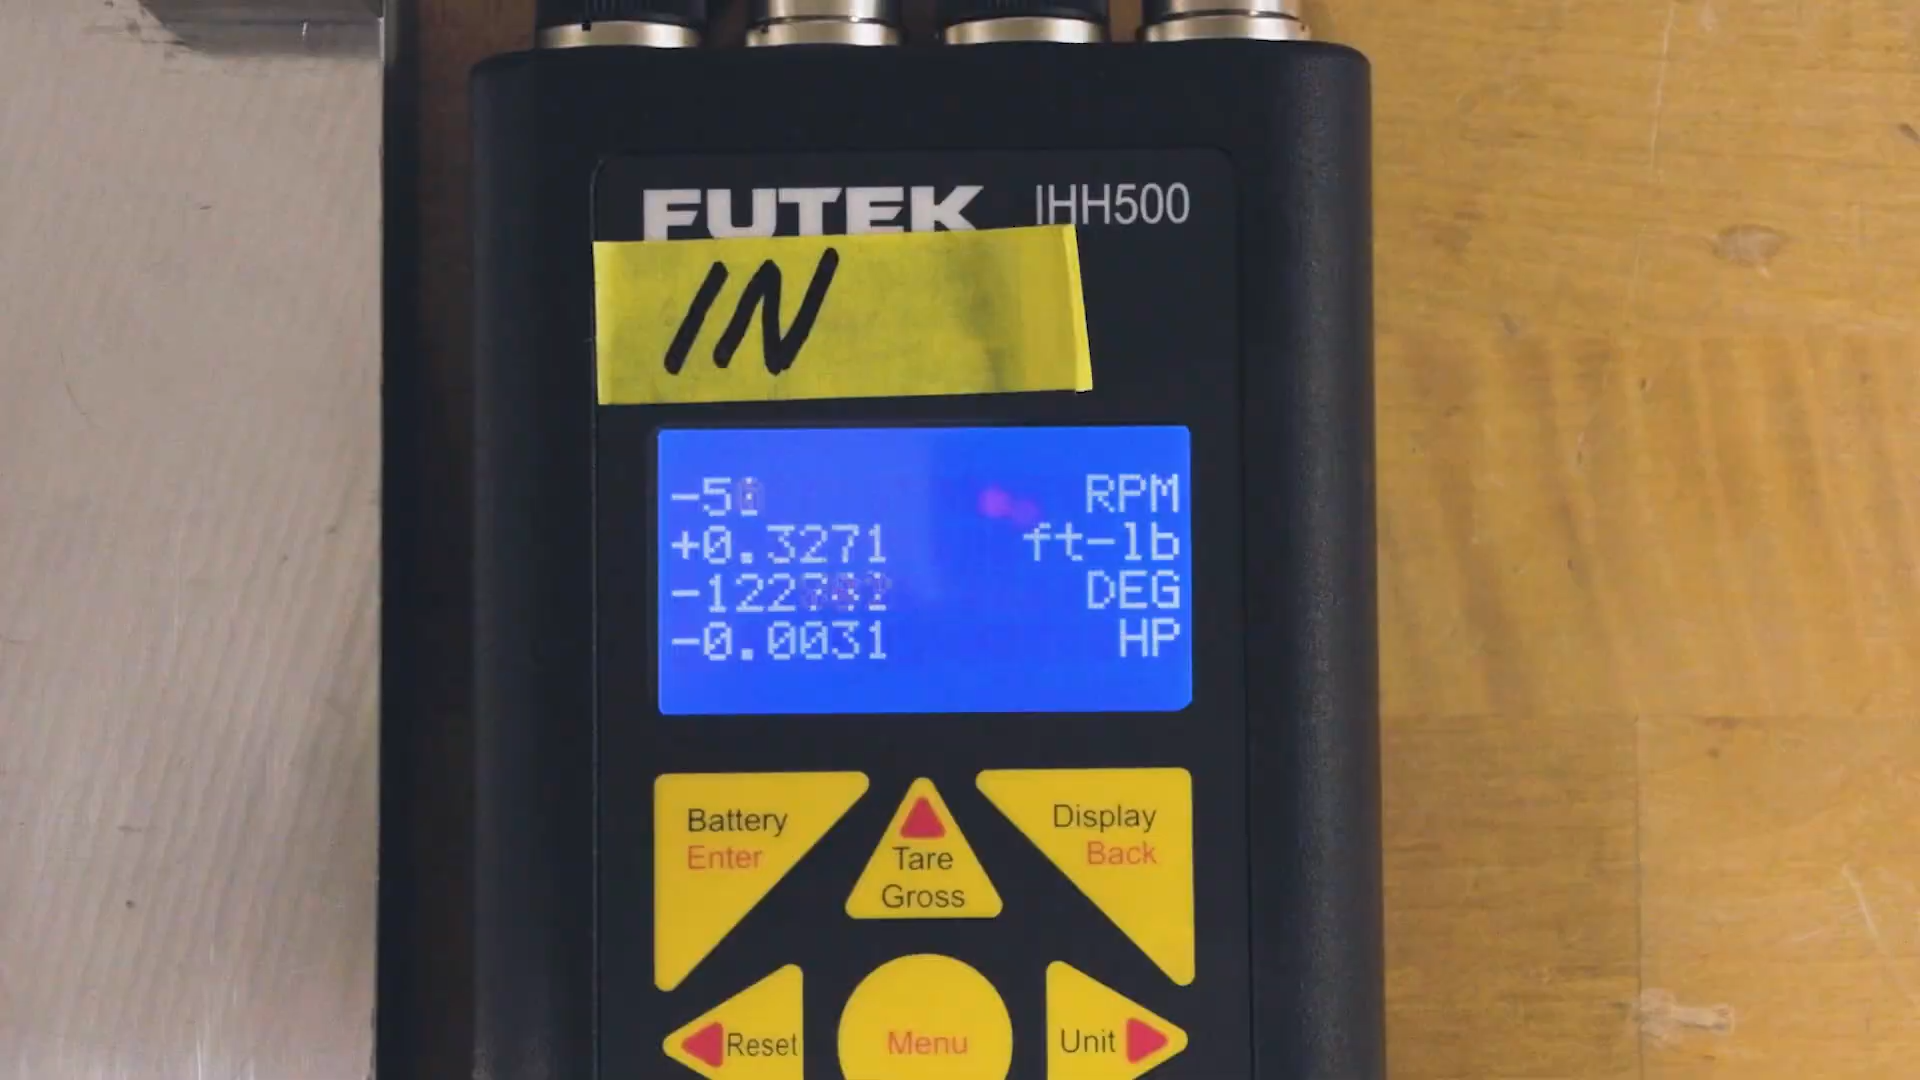 FUTEK IHH500
IN
RPM
+0.3271 ft-lb
DEG
-0.0031 HP
Battery
Enter
Tare
Gross
Display
Back
Reset
Menu
Unit